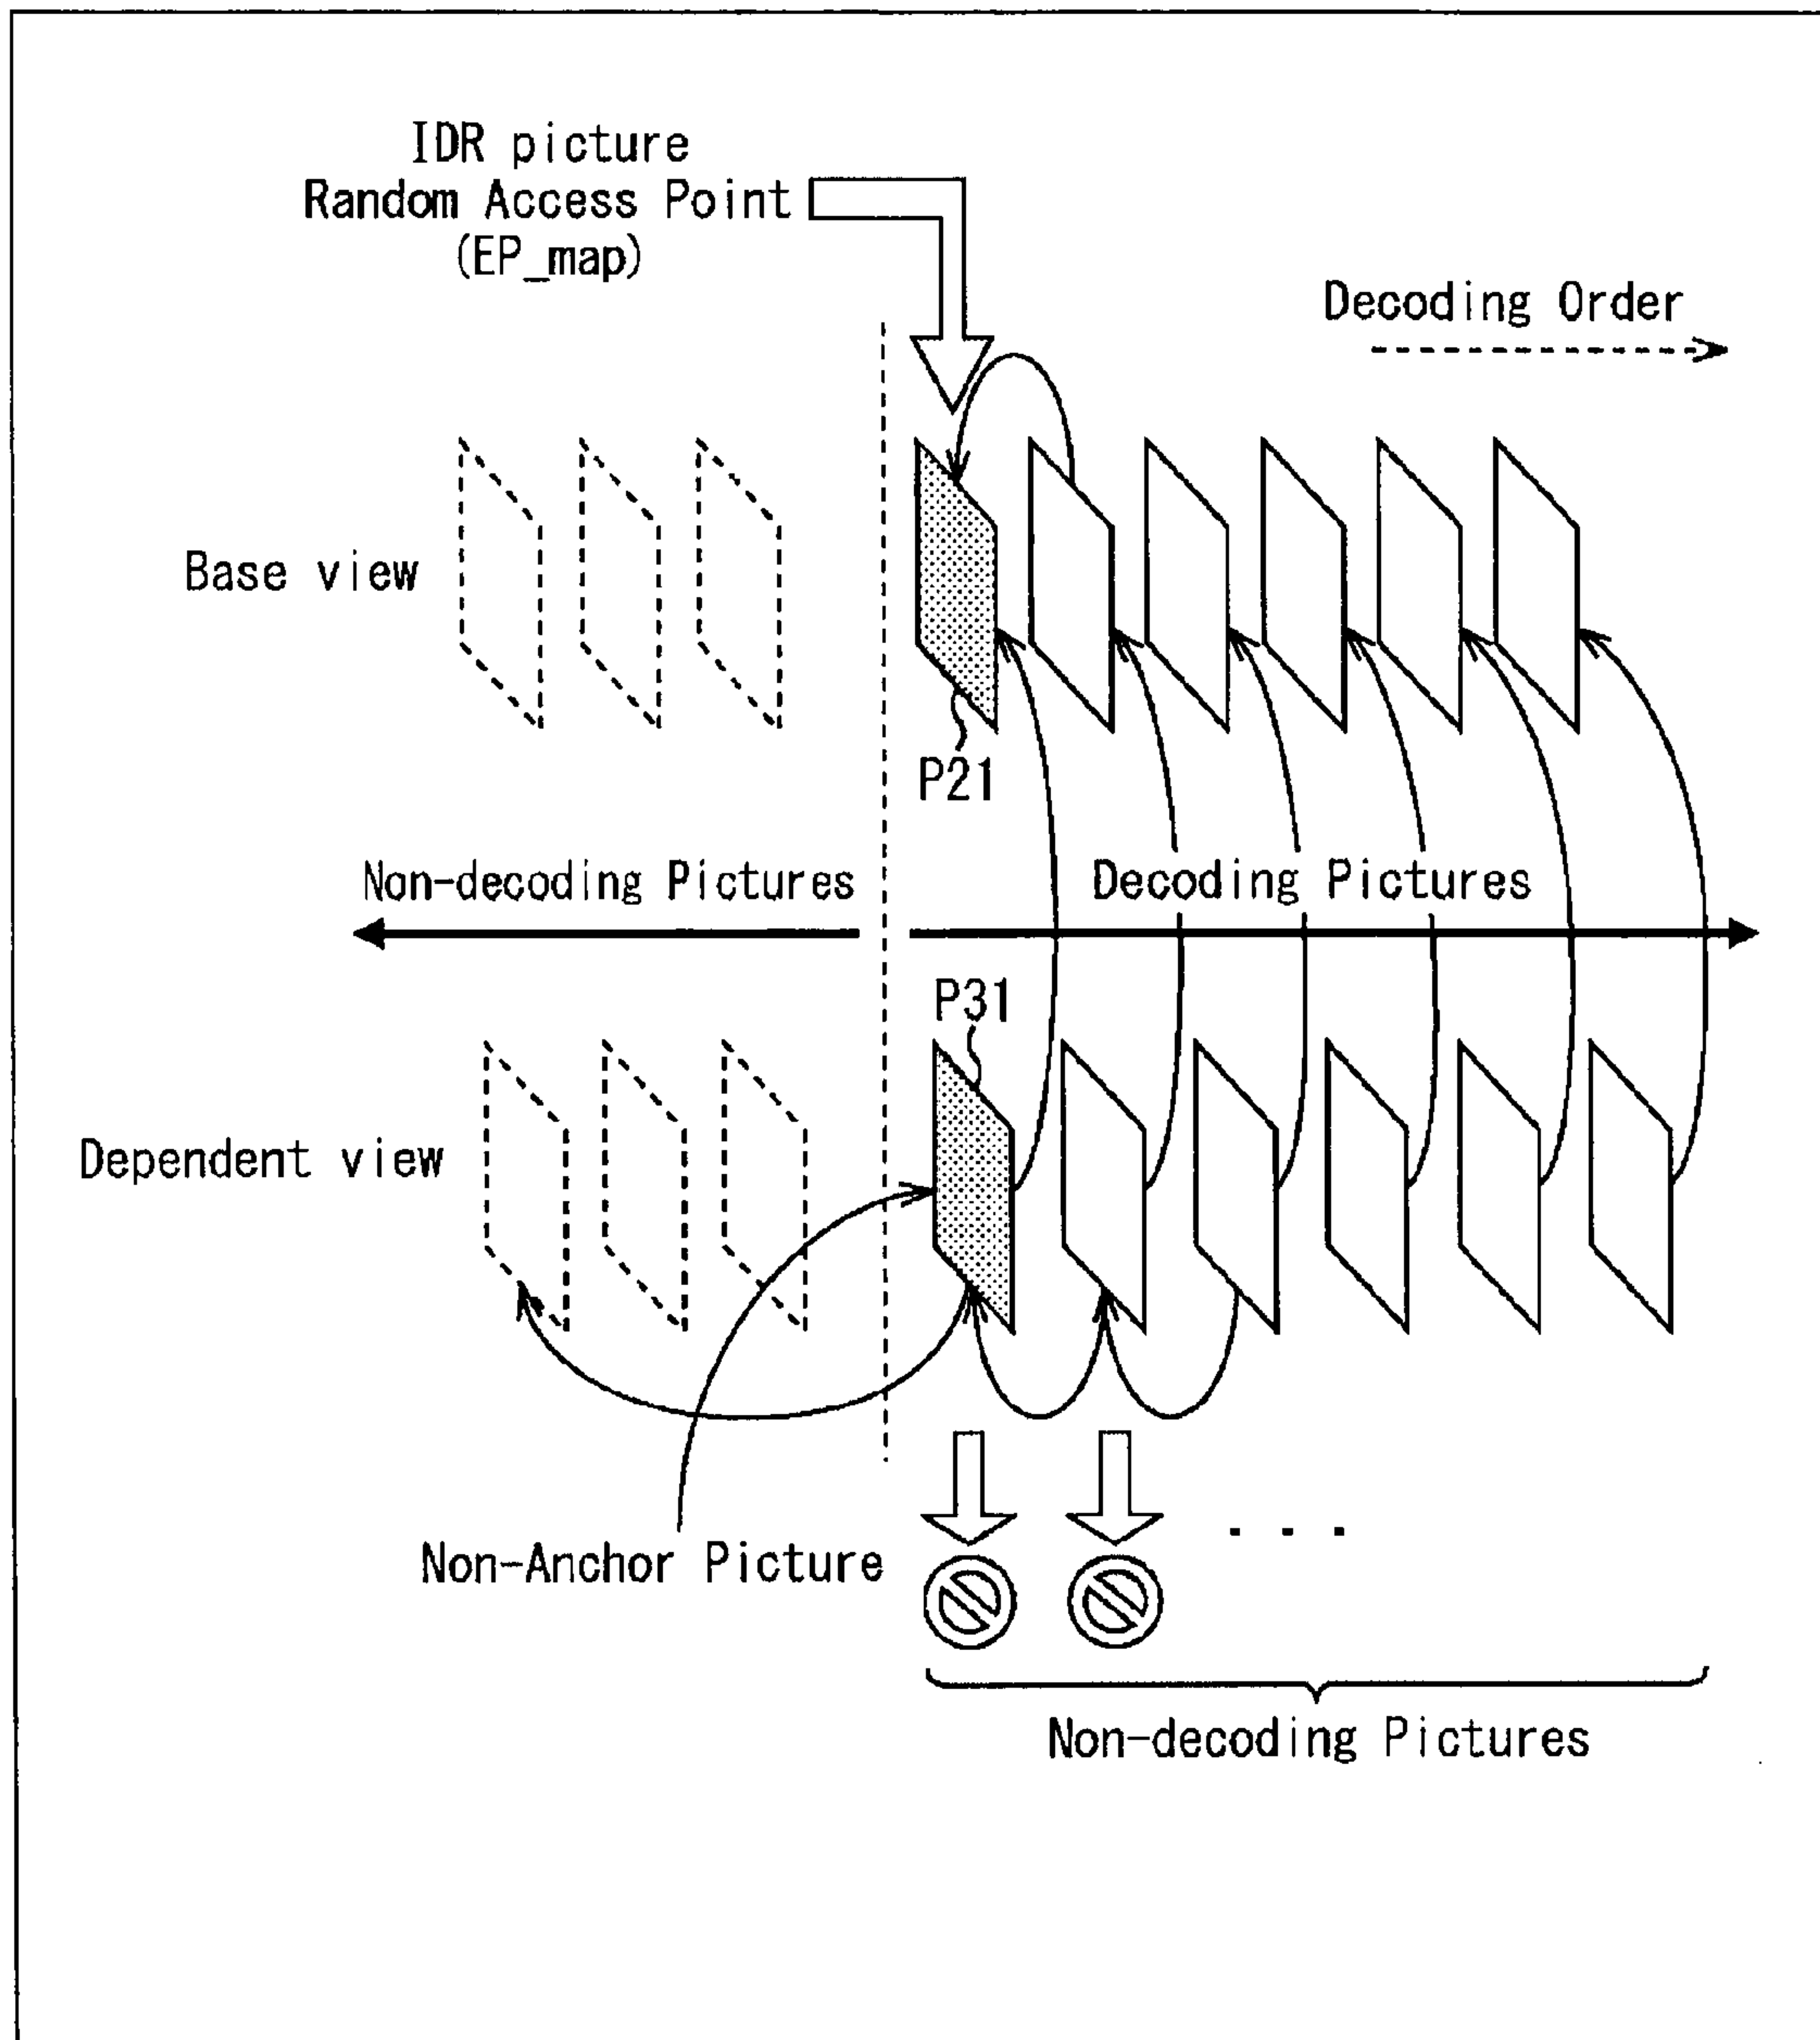 IDR picture
Random Access Point
(EP_map)
Decoding Order
Base view
P21
Non-decoding Pictures
Decoding Pictures
P31
Dependent view
Non-Anchor Picture
. . .
Non-decoding Pictures